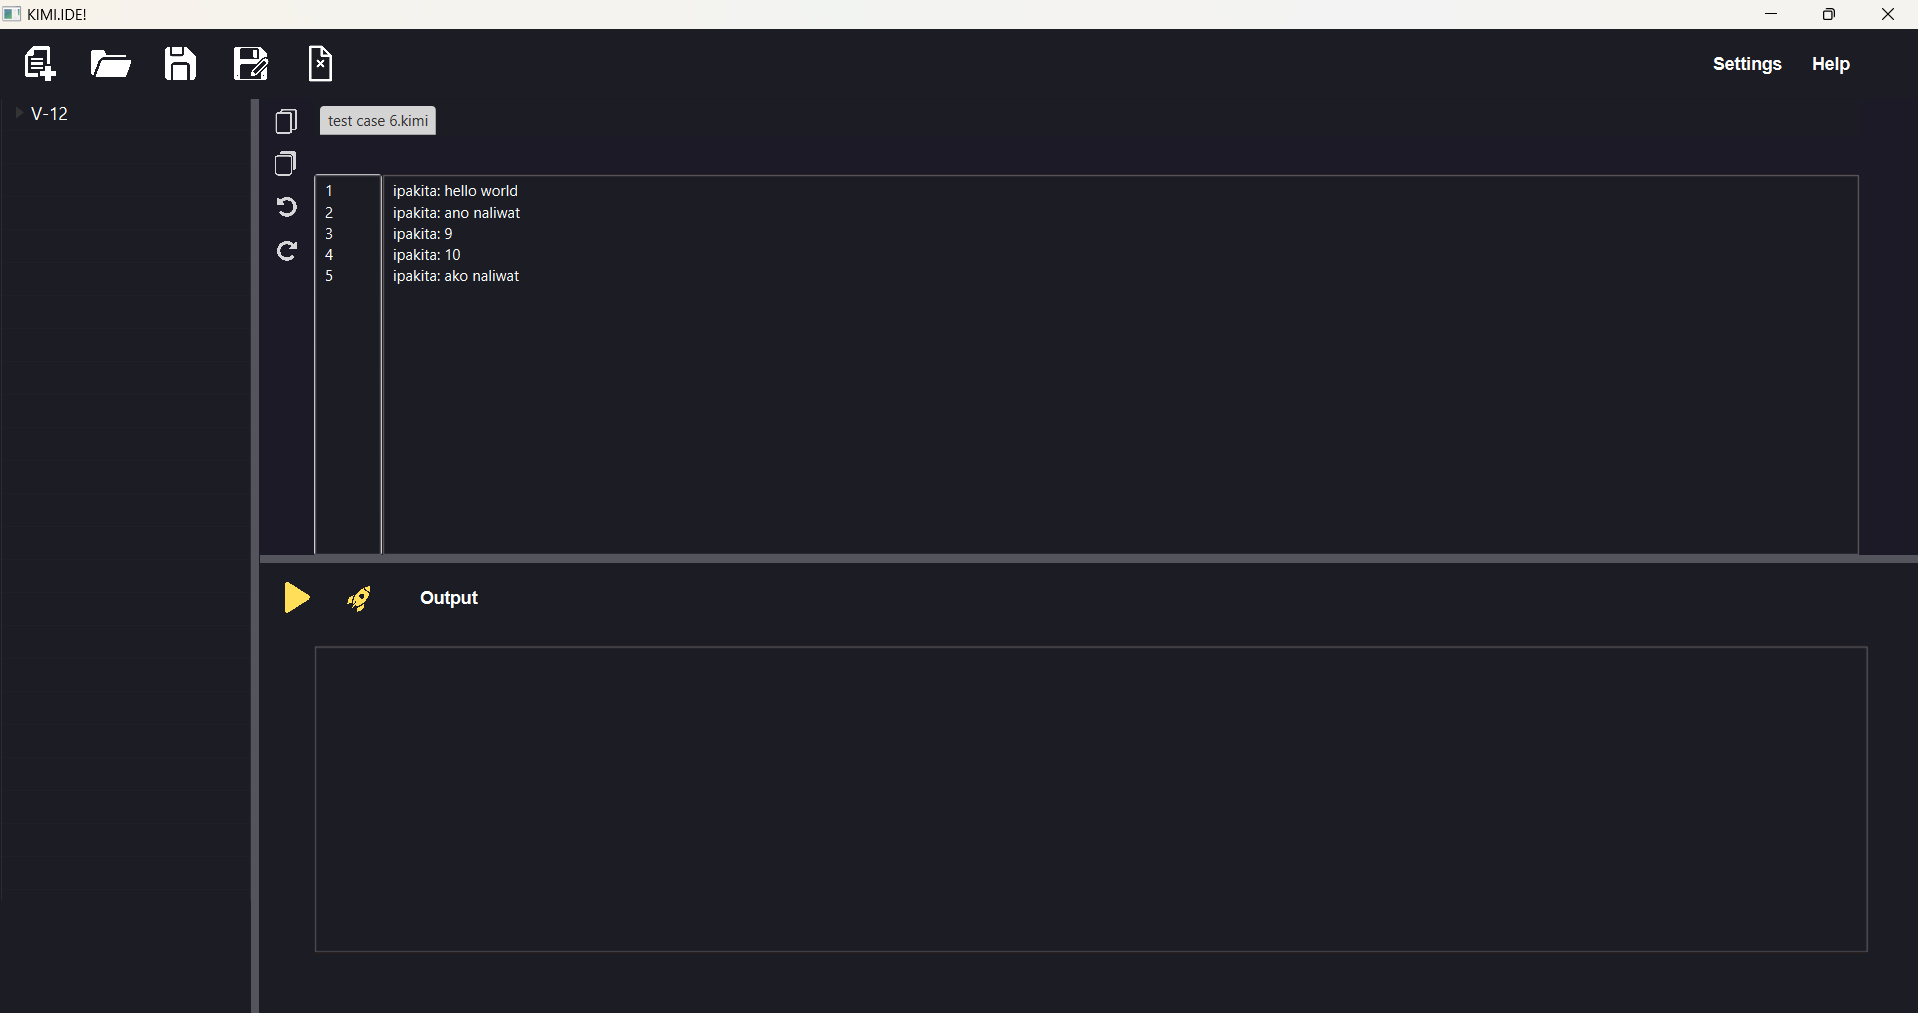 KIMI.IDE!
Settings Help
V-12
test case 6.kimi
1 ipakita: hello world
2 ipakita: ano naliwat
3 ipakita: 9
4 ipakita: 10
5 ipakita: ako naliwat
Output